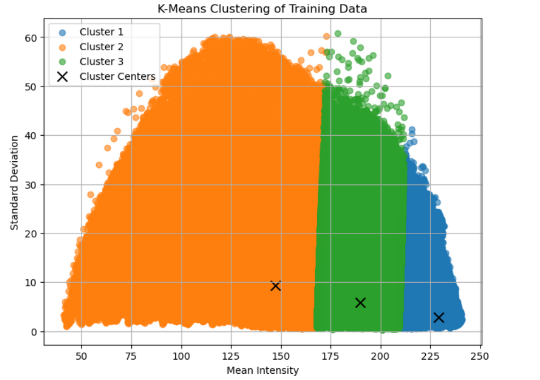 K-Means Clustering of Training Data
Cluster 1
Cluster 2
Cluster 3
Cluster Centers
Standard Deviation
60
50
40
30
20
10
0
50 75 100 125 150 175 200 225 250
Mean Intensity